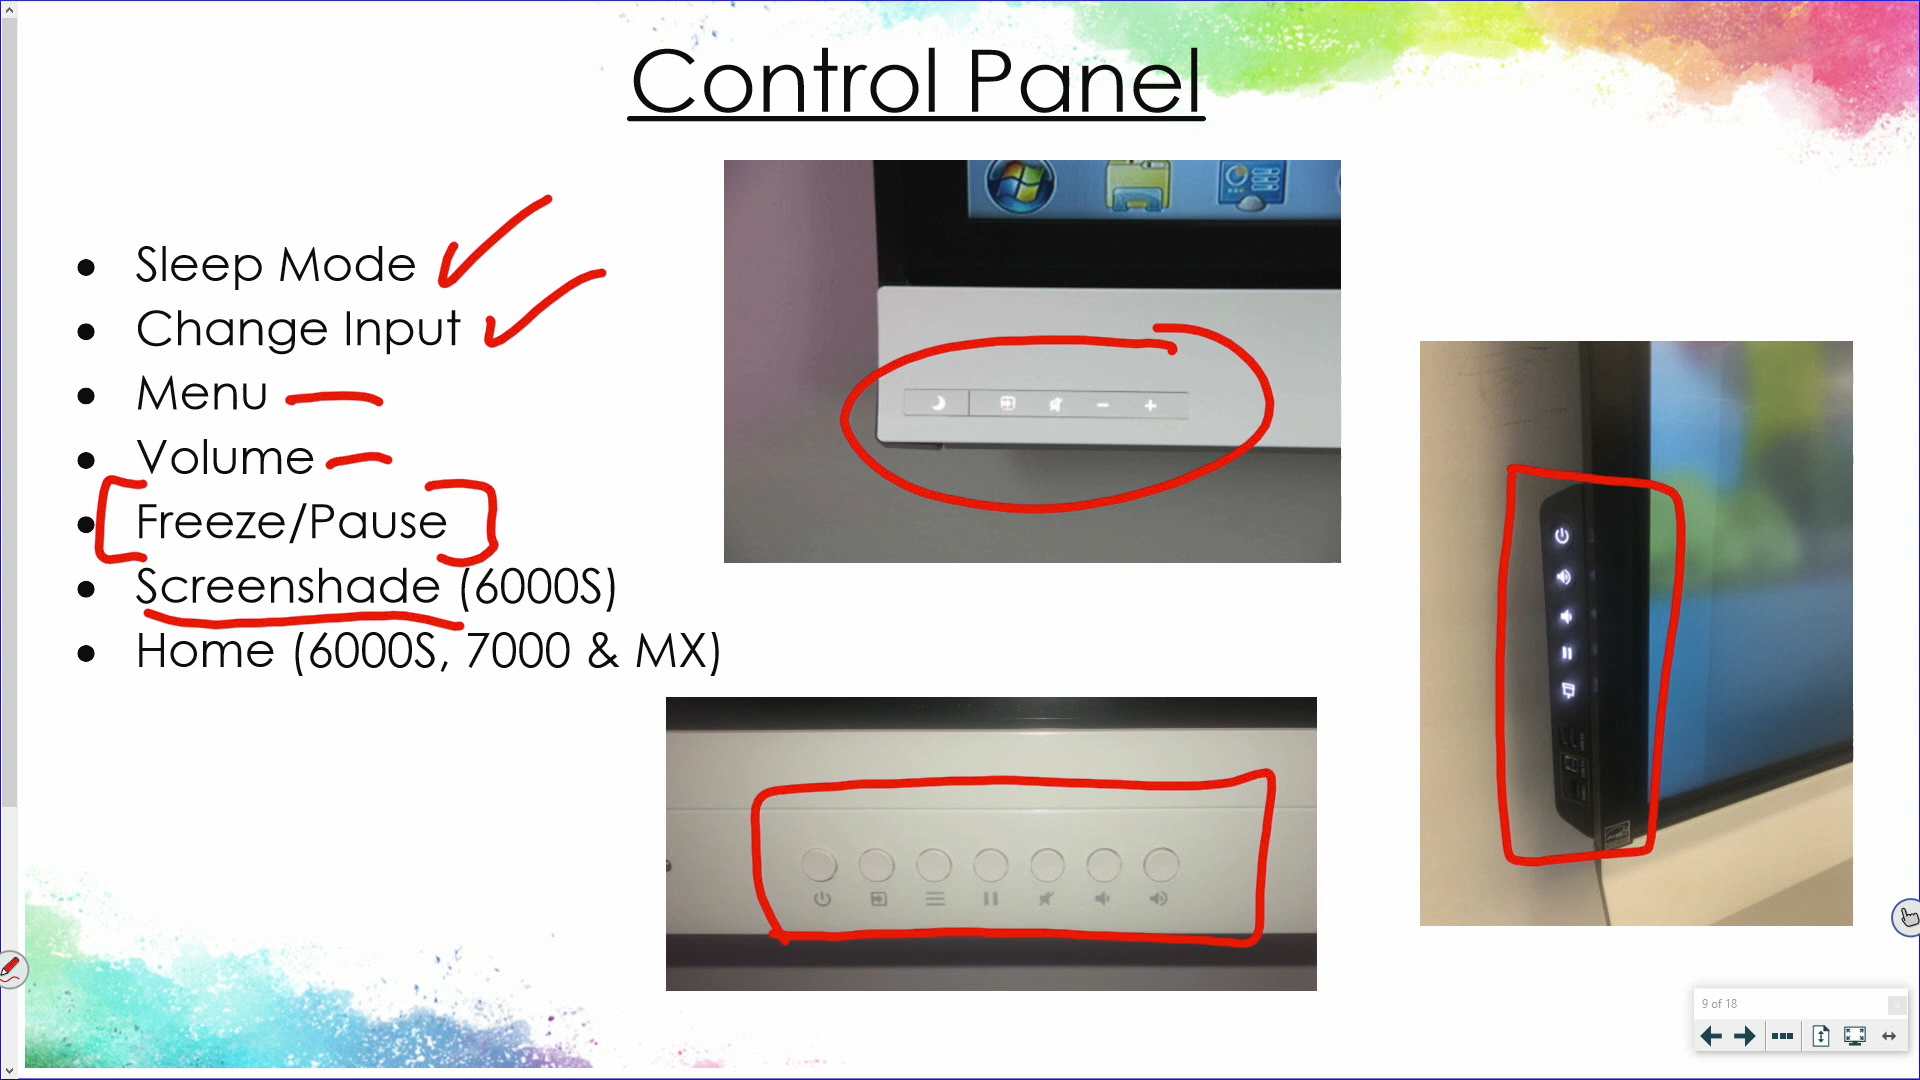 Control Panel
• Sleep Mode
• Change Input
• Menu
• Volume
• Freeze/Pause
• Screenshade (6000S)
• Home (6000S, 7000 & MX)
9 of 18